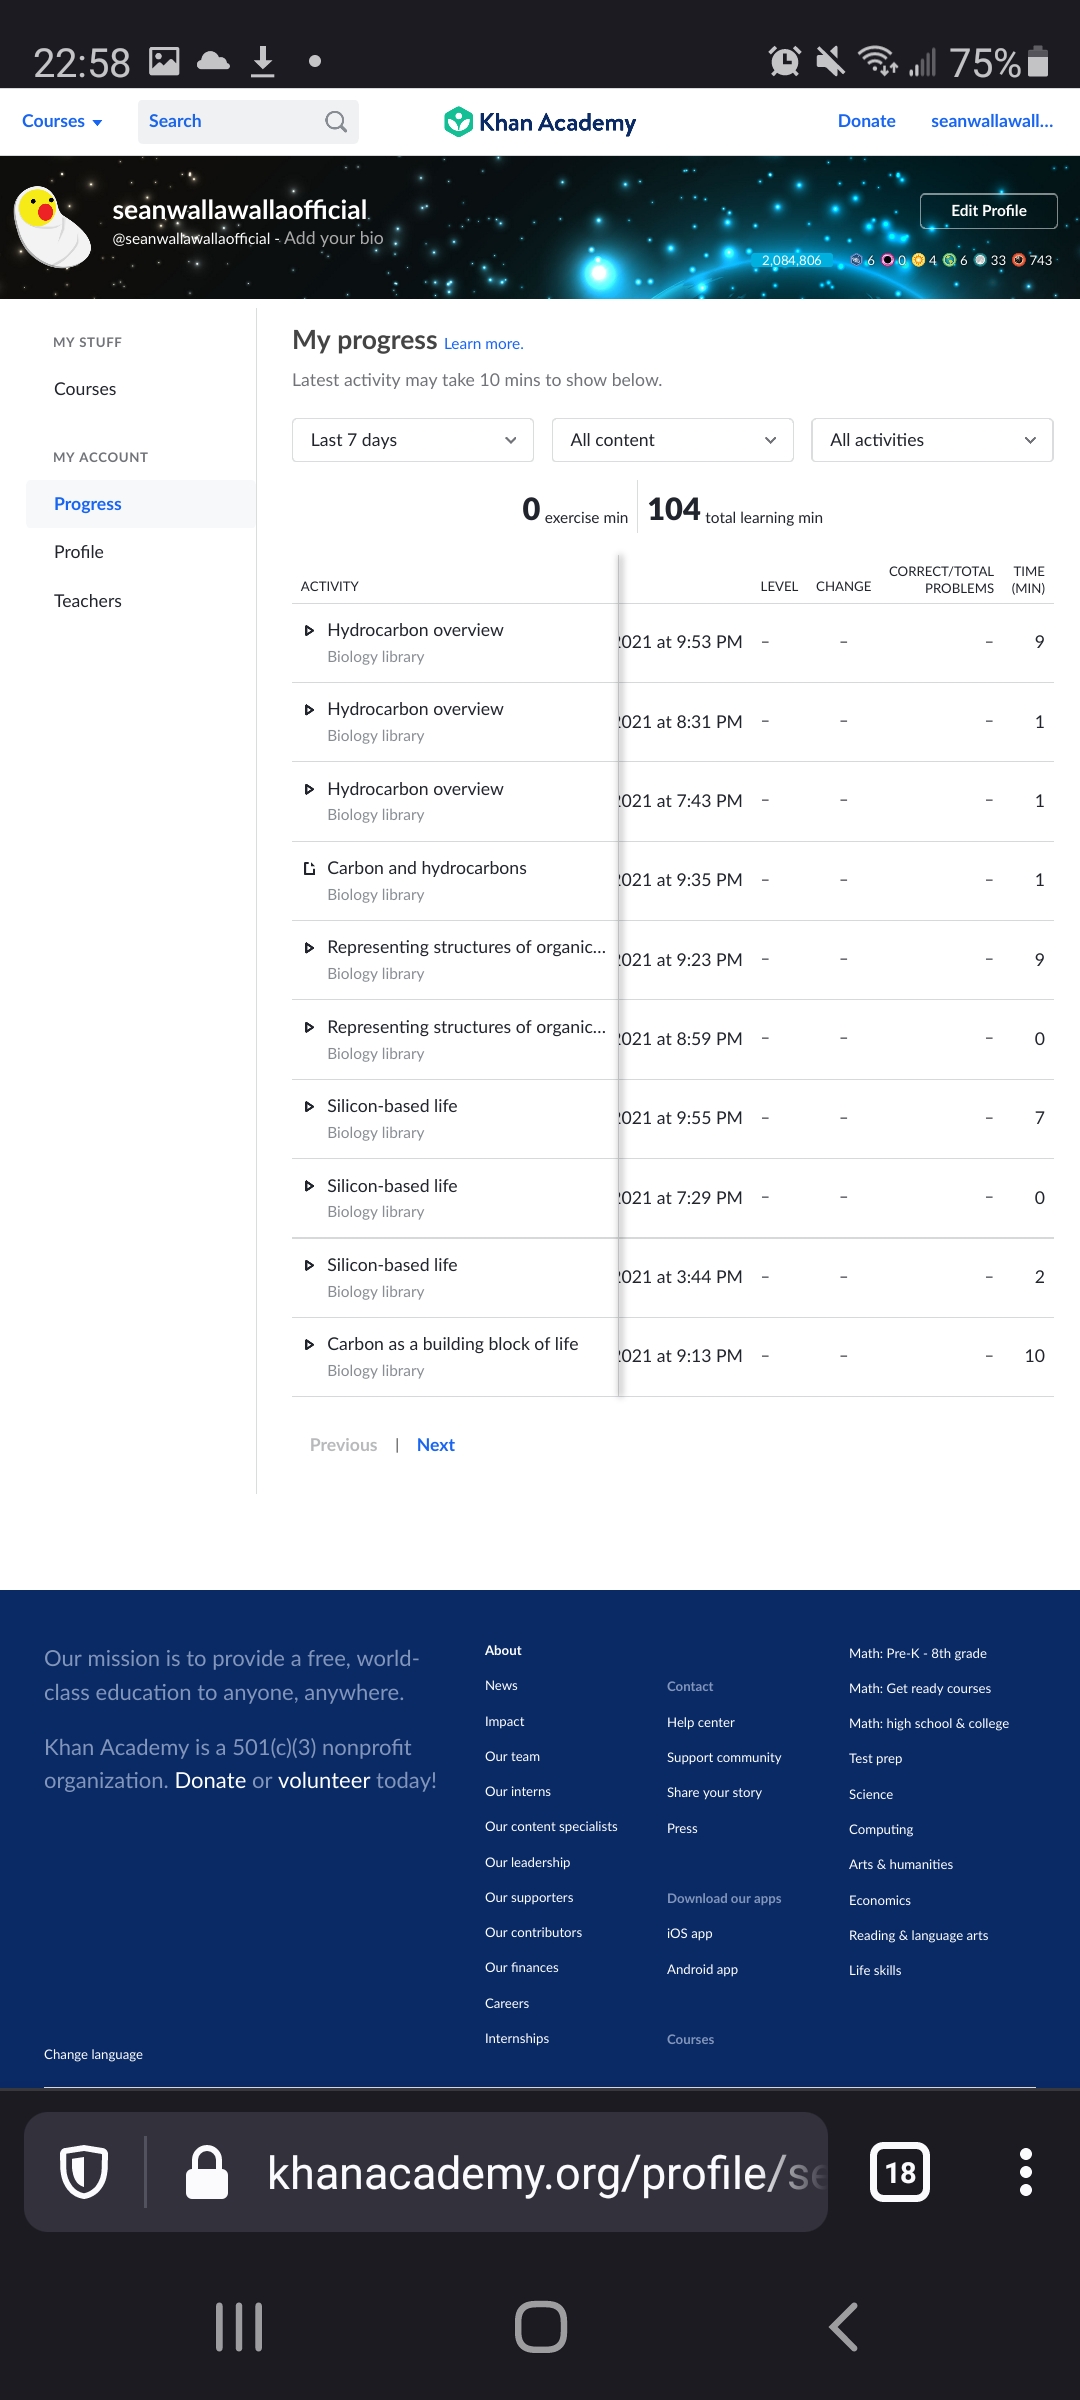 22:58 75%
Courses Search Khan Academy Donate seanwallawall...
seanwallawallaofficial
@seanwallawallaofficial - Add your bio
Edit Profile
2,084,806 6 0 4 6 33 743
MY STUFF
Courses
MY ACCOUNT
Progress
Profile
Teachers
My progress Learn more.
Latest activity may take 10 mins to show below.
Last 7 days All content All activities
0 exercise min 104 total learning min
ACTIVITY LEVEL CHANGE CORRECT/TOTAL PROBLEMS TIME (MIN)
Hydrocarbon overview
Biology library
2021 at 9:53 PM – – – 9
Hydrocarbon overview
Biology library
2021 at 8:31 PM – – – 1
Hydrocarbon overview
Biology library
2021 at 7:43 PM – – – 1
Carbon and hydrocarbons
Biology library
2021 at 9:35 PM – – – 1
Representing structures of organic...
Biology library
2021 at 9:23 PM – – – 9
Representing structures of organic...
Biology library
2021 at 8:59 PM – – – 0
Silicon-based life
Biology library
2021 at 9:55 PM – – – 7
Silicon-based life
Biology library
2021 at 7:29 PM – – – 0
Silicon-based life
Biology library
2021 at 3:44 PM – – – 2
Carbon as a building block of life
Biology library
2021 at 9:13 PM – – – 10
Previous | Next
Our mission is to provide a free, world-
class education to anyone, anywhere.
Khan Academy is a 501(c)(3) nonprofit
organization. Donate or volunteer today!
Change language
About
News
Impact
Our team
Our interns
Our content specialists
Our leadership
Our supporters
Our contributors
Our finances
Careers
Internships
Contact
Help center
Support community
Share your story
Press
Download our apps
iOS app
Android app
Courses
Math: Pre-K - 8th grade
Math: Get ready courses
Math: high school & college
Test prep
Science
Computing
Arts & humanities
Economics
Reading & language arts
Life skills
khanacademy.org/profile/se
18